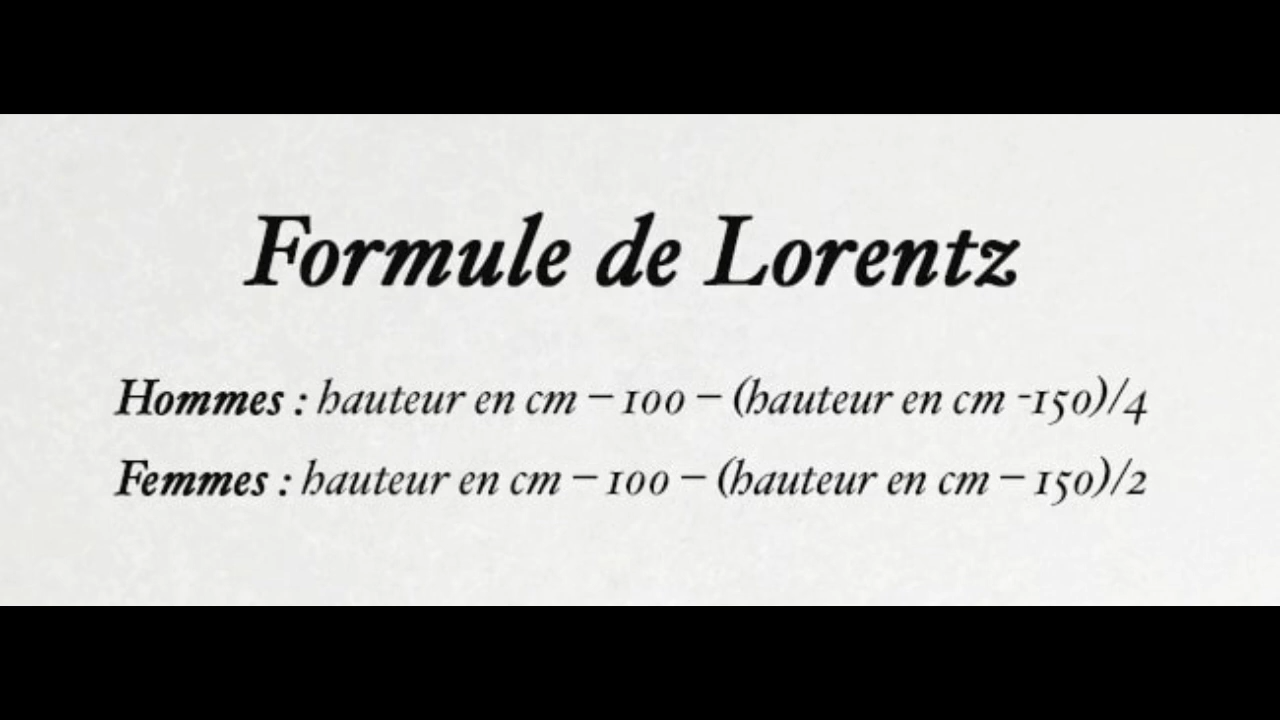 Formule de Lorentz
Hommes : hauteur en cm – 100 – (hauteur en cm -150)/4
Femmes : hauteur en cm – 100 – (hauteur en cm – 150)/2